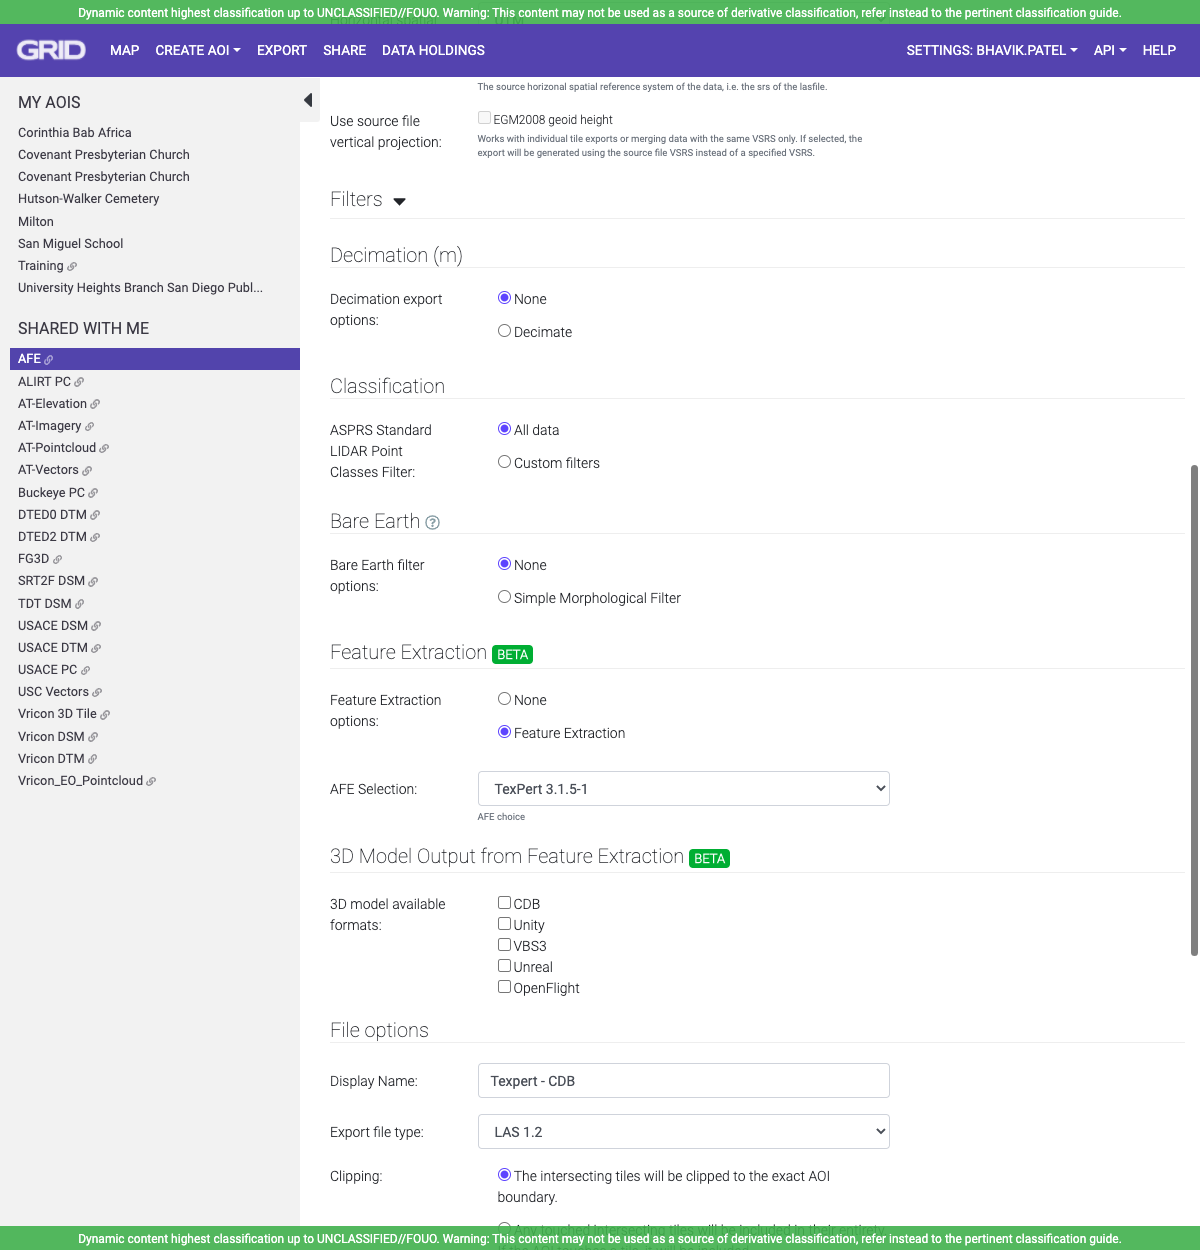 Dynamic content highest classification up to UNCLASSIFIED//FOUO. Warning: This content may not be used as a source of derivative classification, refer instead to the pertinent classification guide.
GRID MAP CREATE AOI EXPORT SHARE DATA HOLDINGS SETTINGS: BHAVIK.PATEL API HELP
MY AOIS
Corinthia Bab Africa
Covenant Presbyterian Church
Covenant Presbyterian Church
Hutson-Walker Cemetery
Milton
San Miguel School
Training
University Heights Branch San Diego Publ...
SHARED WITH ME
AFE
ALIRT PC
AT-Elevation
AT-Imagery
AT-Pointcloud
AT-Vectors
Buckeye PC
DTED0 DTM
DTED2 DTM
FG3D
SRT2F DSM
TDT DSM
USACE DSM
USACE DTM
USACE PC
USC Vectors
Vricon 3D Tile
Vricon DSM
Vricon DTM
Vricon_EO_Pointcloud
The source horizonal spatial reference system of the data, i.e. the srs of the lasfile.
Use source file
vertical projection:
EGM2008 geoid height
Works with individual tile exports or merging data with the same VSRS only. If selected, the
export will be generated using the source file VSRS instead of a specified VSRS.
Filters
Decimation (m)
Decimation export
options:
None
Decimate
Classification
ASPRS Standard
LIDAR Point
Classes Filter:
All data
Custom filters
Bare Earth ?
Bare Earth filter
options:
None
Simple Morphological Filter
Feature Extraction BETA
Feature Extraction
options:
None
Feature Extraction
AFE Selection: TexPert 3.1.5-1
AFE choice
3D Model Output from Feature Extraction BETA
3D model available
formats:
CDB
Unity
VBS3
Unreal
OpenFlight
File options
Display Name: Texpert - CDB
Export file type: LAS 1.2
Clipping: The intersecting tiles will be clipped to the exact AOI
boundary.
Any touched intersecting tiles will be included in their entirety.
Dynamic content highest classification up to UNCLASSIFIED//FOUO. Warning: This content may not be used as a source of derivative classification, refer instead to the pertinent classification guide.